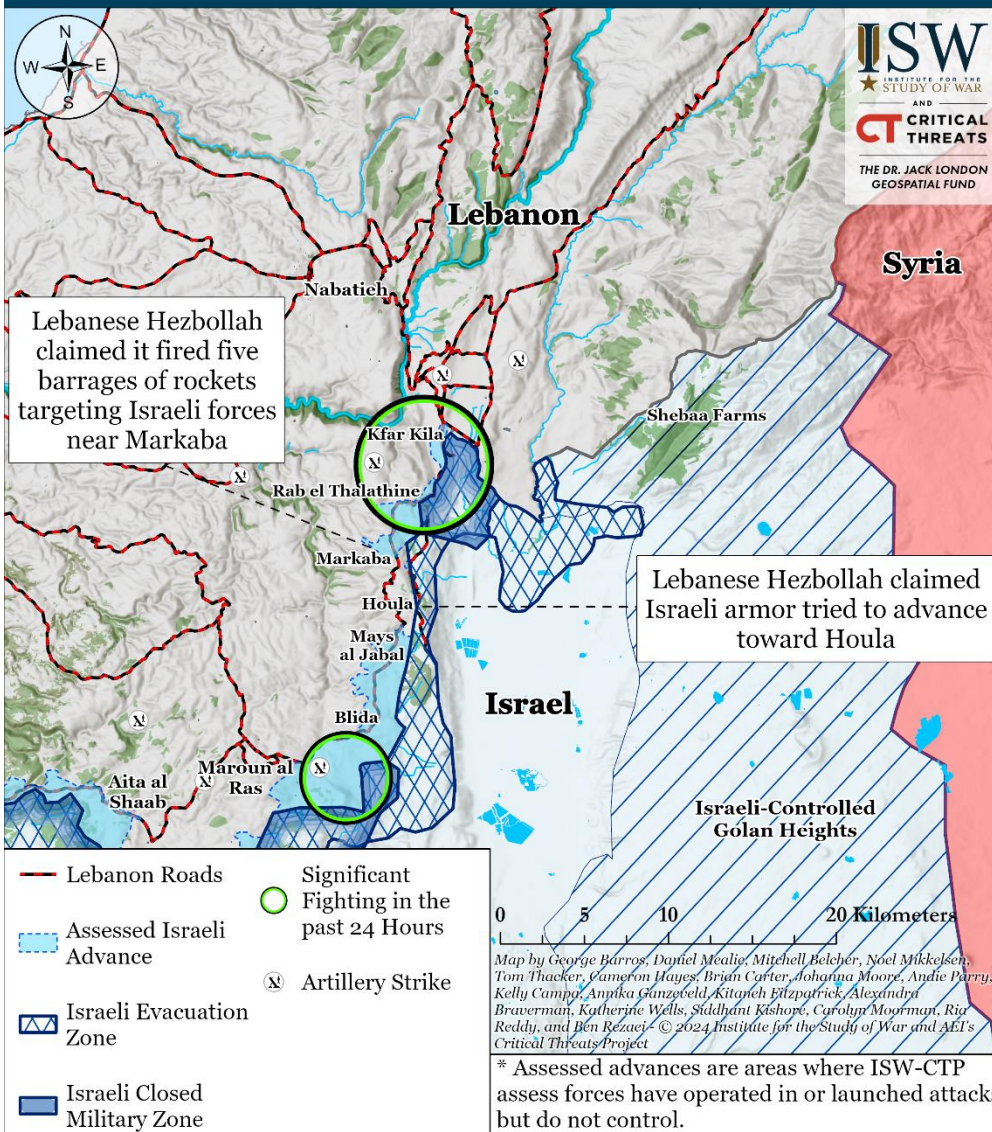 N
W
E
S
ISW
INSTITUTE FOR THE
STUDY OF WAR
AND
CT CRITICAL
THREATS
THE DR. JACK LONDON
GEOSPATIAL FUND
Lebanon
Syria
Nabatieh
Lebanese Hezbollah
claimed it fired five
barrages of rockets
targeting Israeli forces
near Markaba
Shebaa Farms
Kfar Kila
Rab el Thalathine
Markaba
Houla
Lebanese Hezbollah claimed
Israeli armor tried to advance
toward Houla
Mays
al Jabal
Israel
Blida
Maroun al
Ras
Aita al
Shaab
Israeli-Controlled
Golan Heights
Lebanon Roads
Assessed Israeli
Advance
Israeli Evacuation
Zone
Israeli Closed
Military Zone
Significant
Fighting in the
past 24 Hours
Artillery Strike
0 5 10 20 Kilometers
Map by George Barros, Daniel Mealie, Mitchell Belcher, Noel Mikkelsen,
Tom Thacker, Cameron Hayes, Brian Carter, Johanna Moore, Andie Parry,
Kelly Campa, Annika Ganzeveld, Kitaneh Fitzpatrick, Alexandra
Braverman, Katherine Wells, Siddhant Kishore, Carolyn Moorman, Ria
Reddy, and Ben Rezaei - © 2024 Institute for the Study of War and AEI's
Critical Threats Project
* Assessed advances are areas where ISW-CTP
assess forces have operated in or launched attacks
but do not control.